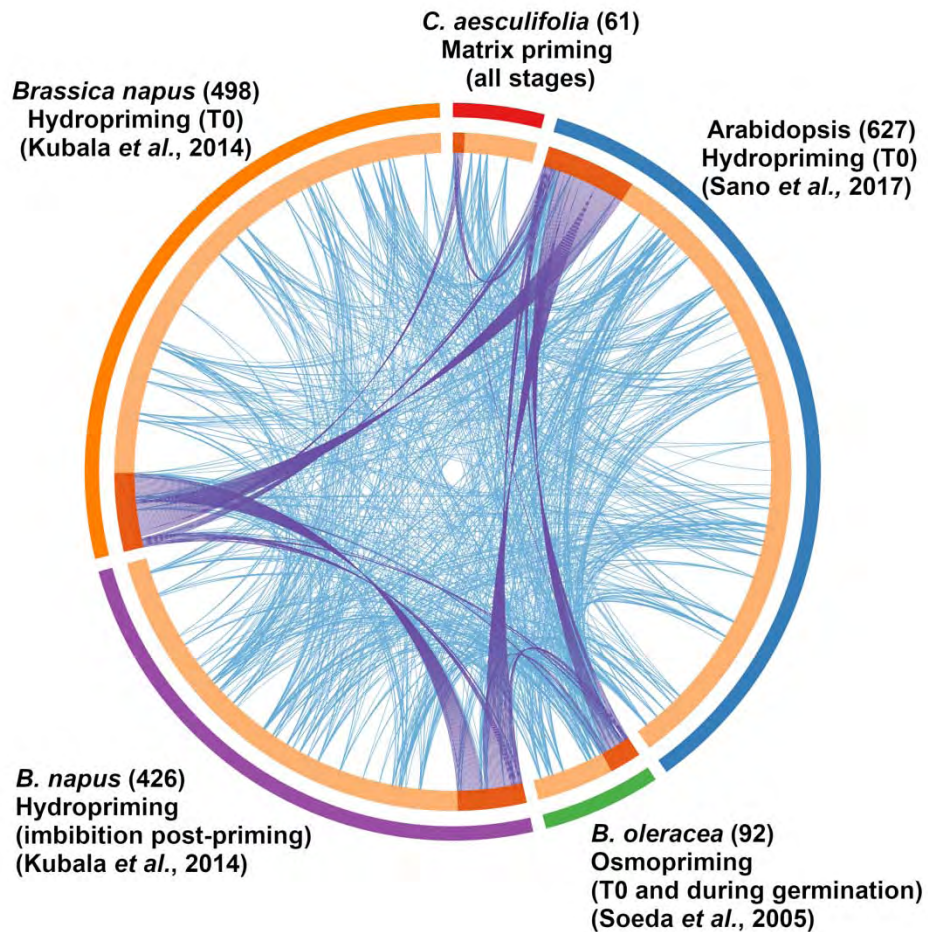 C. aesculifolia (61)
Matrix priming
(all stages)
Brassica napus (498)
Hydropriming (T0)
(Kubala et al., 2014)
Arabidopsis (627)
Hydropriming (T0)
(Sano et al., 2017)
B. napus (426)
Hydropriming
(imbibition post-priming)
(Kubala et al., 2014)
B. oleracea (92)
Osmopriming
(T0 and during germination)
(Soeda et al., 2005)